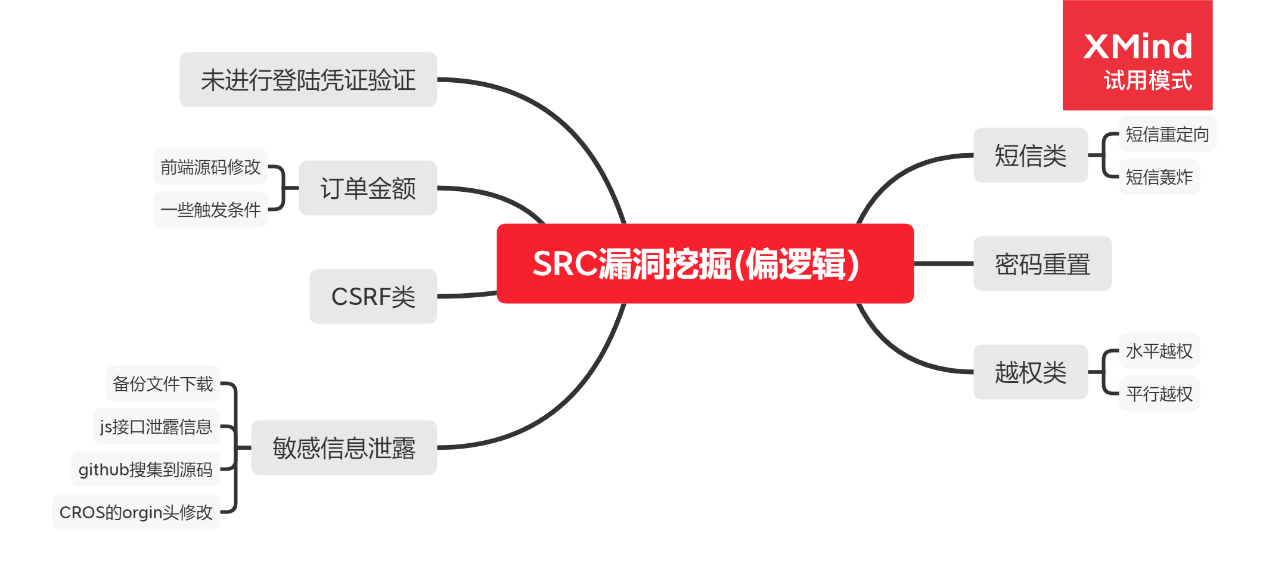 XMind
试用模式
SRC漏洞挖掘(偏逻辑)
短信类
短信重定向
短信轰炸
密码重置
越权类
水平越权
平行越权
未进行登陆凭证验证
订单金额
前端源码修改
一些触发条件
CSRF类
敏感信息泄露
备份文件下载
js接口泄露信息
github搜集到源码
CROS的orgin头修改